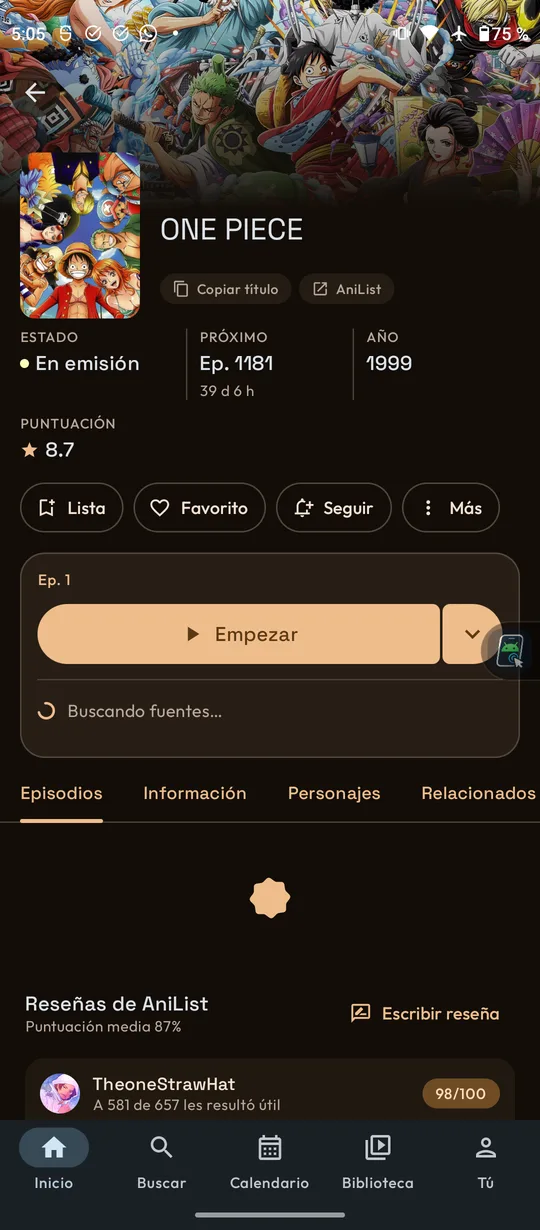 5:05
75 %
ONE PIECE
Copiar título
AniList
ESTADO
En emisión
PRÓXIMO
Ep. 1181
39 d 6 h
AÑO
1999
PUNTUACIÓN
8.7
Lista
Favorito
Seguir
Más
Ep. 1
Empezar
Buscando fuentes...
Episodios
Información
Personajes
Relacionados
Reseñas de AniList
Puntuación media 87%
Escribir reseña
TheoneStrawHat
A 581 de 657 les resultó útil
98/100
Inicio
Buscar
Calendario
Biblioteca
Tú